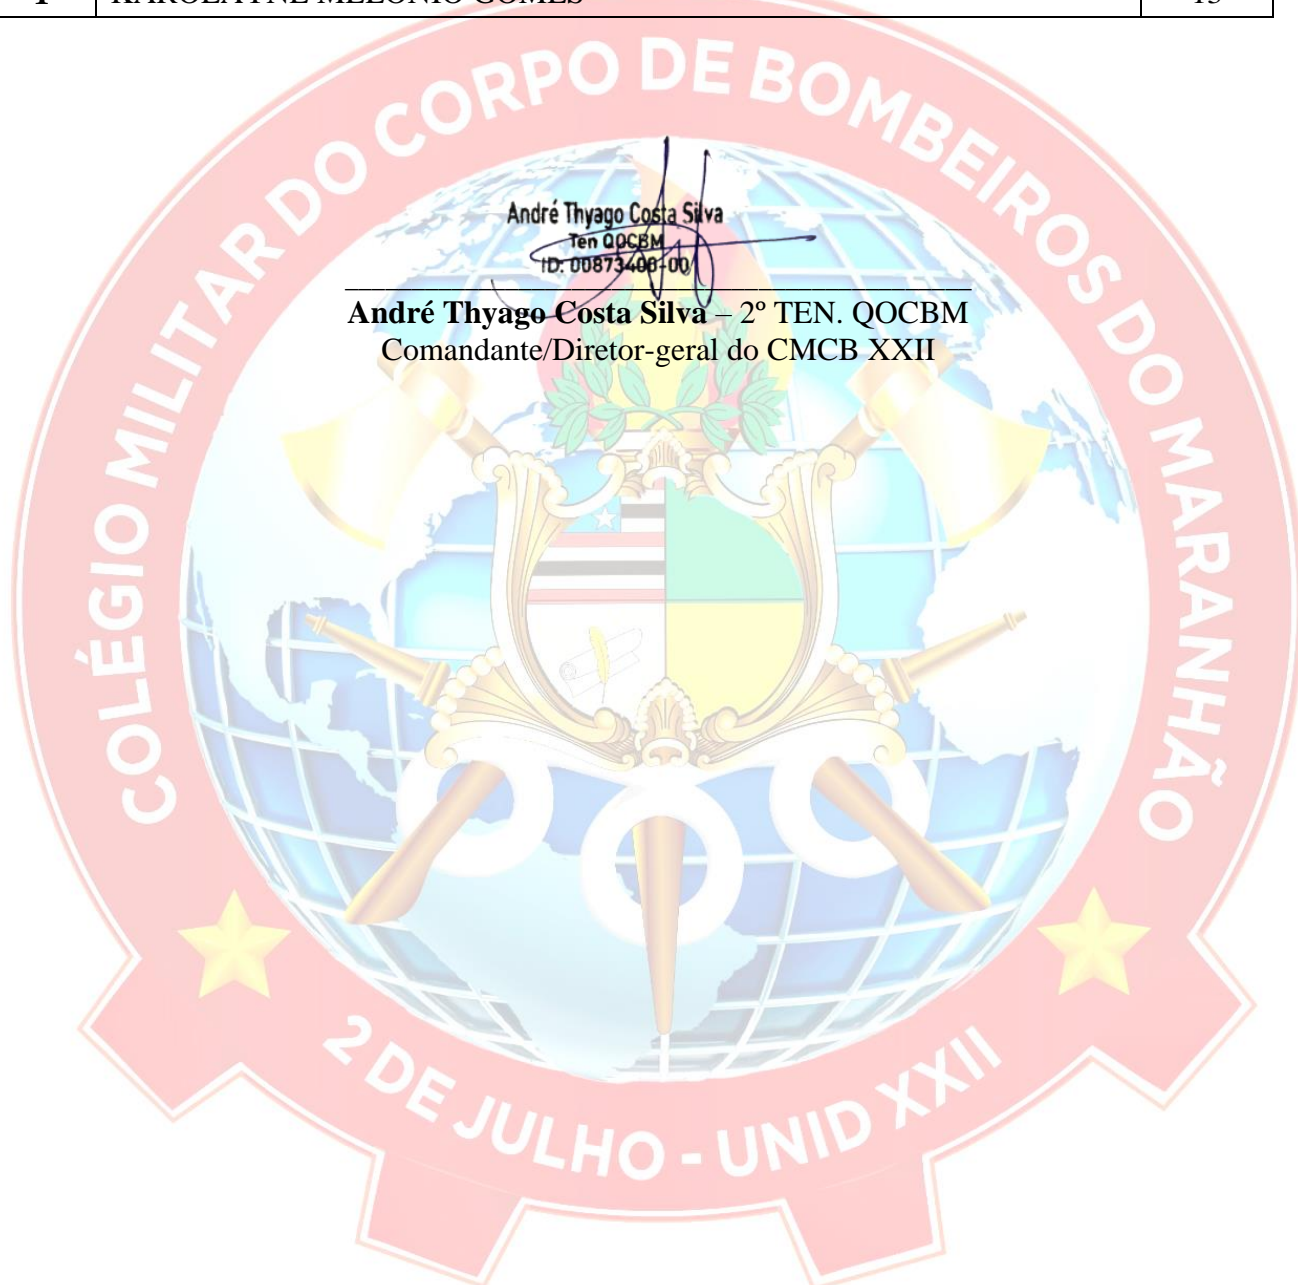 KAROLAYNE MELONIO GOMES
André Thyago Costa Silva
Ten QOCBM
ID: 00873400-00
André Thyago Costa Silva – 2º TEN. QOCBM
Comandante/Diretor-geral do CMCB XXII
COLÉGIO MILITAR DO CORPO DE BOMBEIROS DO MARANHÃO
2 DE JULHO - UNID XXII